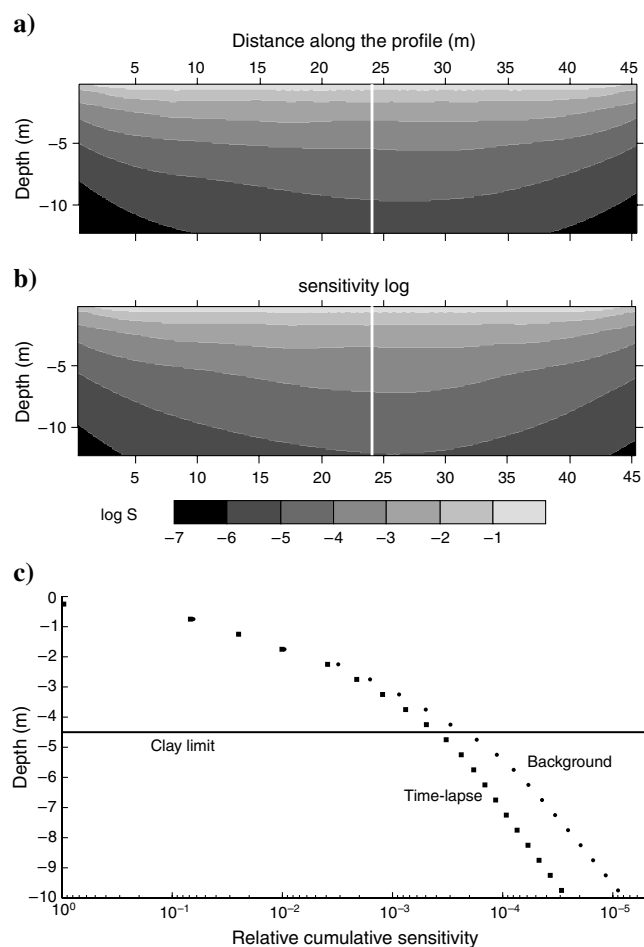 a)
Distance along the profile (m)
5 10 15 20 25 30 35 40 45
Depth (m)
−5
−10
b)
sensitivity log
Depth (m)
−5
−10
5 10 15 20 25 30 35 40 45
log S
−7 −6 −5 −4 −3 −2 −1
c)
Depth (m)
0
−1
−2
−3
−4
−5
−6
−7
−8
−9
−10
Clay limit
Background
Time-lapse
10⁰ 10⁻¹ 10⁻² 10⁻³ 10⁻⁴ 10⁻⁵
Relative cumulative sensitivity